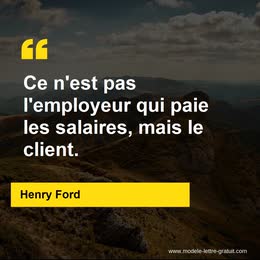 Ce n'est pas
l'employeur qui paie
les salaires, mais le
client.
Henry Ford
www.modele-lettre-gratuit.com